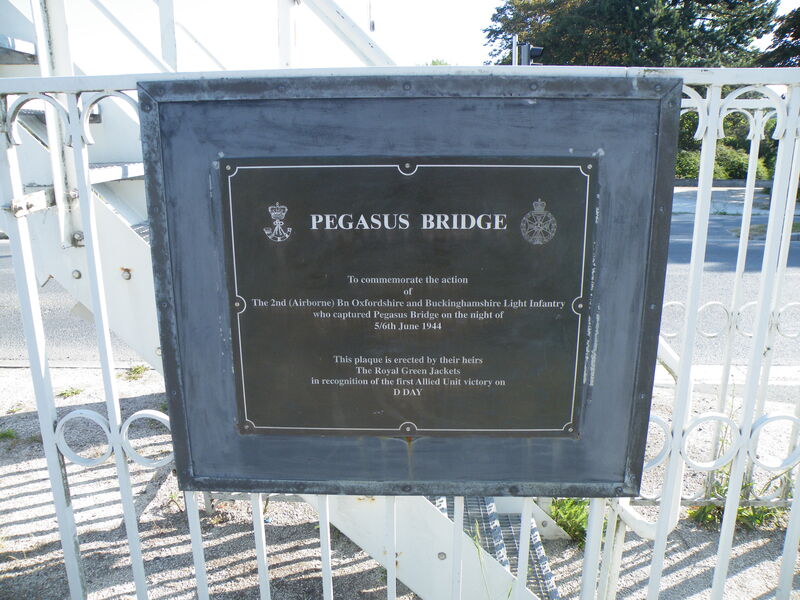 PEGASUS BRIDGE
To commemorate the action
of
The 2nd (Airborne) Bn Oxfordshire and Buckinghamshire Light Infantry
who captured Pegasus Bridge on the night of
5/6th June 1944
This plaque is erected by their heirs
The Royal Green Jackets
in recognition of the first Allied Unit victory on
D DAY